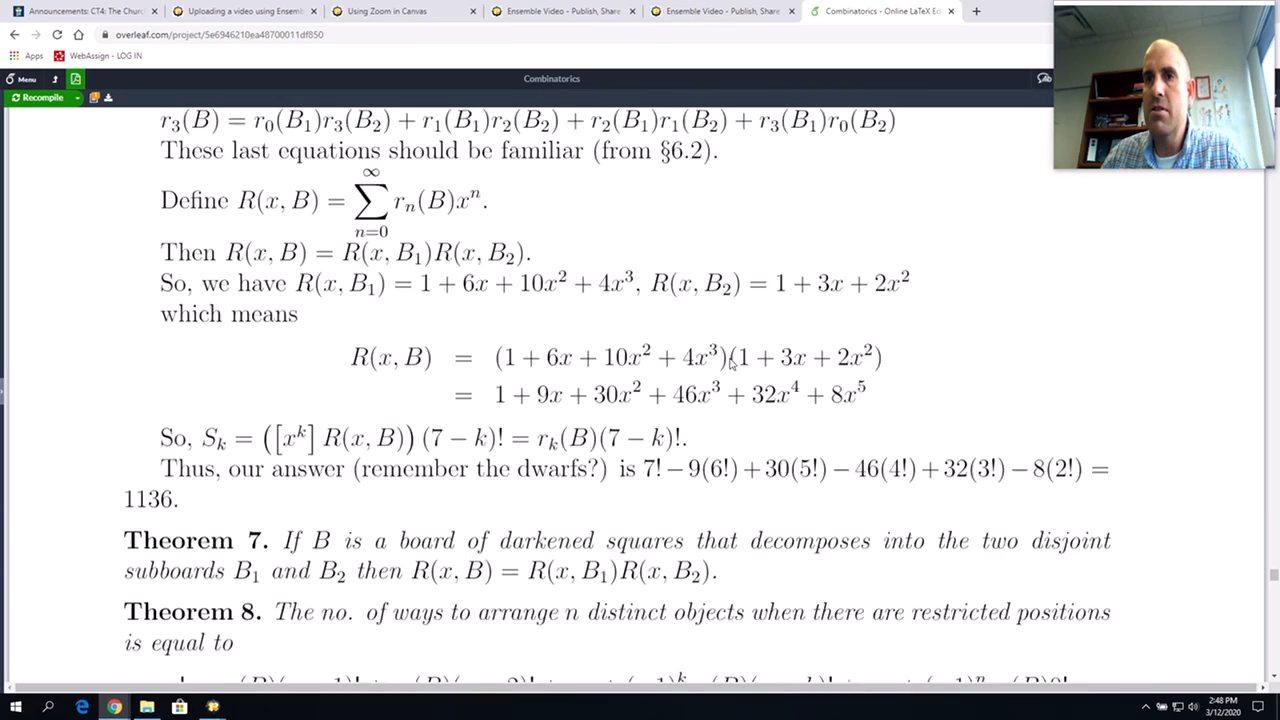 Announcements: CT4: The Churc
Uploading a video using Ensemb
Using Zoom in Canvas
Ensemble Video - Publish, Share
Ensemble Video - Publish, Share
Combinatorics - Online LaTeX Ed
overleaf.com/project/5e6946210ea48700011df850
Apps
WebAssign - LOG IN
Menu
Combinatorics
Recompile
r₃(B) = r₀(B₁)r₃(B₂) + r₁(B₁)r₂(B₂) + r₂(B₁)r₁(B₂) + r₃(B₁)r₀(B₂)
These last equations should be familiar (from §6.2).
Define R(x, B) = ∑_{n=0}^{∞} rₙ(B)xⁿ.
Then R(x, B) = R(x, B₁)R(x, B₂).
So, we have R(x, B₁) = 1 + 6x + 10x² + 4x³, R(x, B₂) = 1 + 3x + 2x²
which means
R(x, B) = (1 + 6x + 10x² + 4x³)(1 + 3x + 2x²)
= 1 + 9x + 30x² + 46x³ + 32x⁴ + 8x⁵
So, Sₖ = ([xᵏ] R(x, B)) (7 − k)! = rₖ(B)(7 − k)!.
Thus, our answer (remember the dwarfs?) is 7! − 9(6!) + 30(5!) − 46(4!) + 32(3!) − 8(2!) =
1136.
Theorem 7. If B is a board of darkened squares that decomposes into the two disjoint
subboards B₁ and B₂ then R(x, B) = R(x, B₁)R(x, B₂).
Theorem 8. The no. of ways to arrange n distinct objects when there are restricted positions
is equal to
2:48 PM
3/12/2020